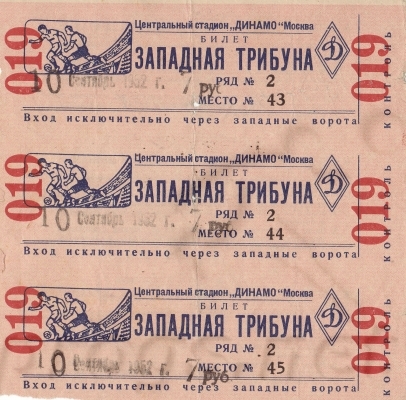 019
Центральный стадион „ДИНАМО" Москва
БИЛЕТ
ЗАПАДНАЯ ТРИБУНА
Д
10 Сентябрь 1952 г. 7 руб
РЯД № 2
МЕСТО № 43
Вход исключительно через западные ворота
КОНТРОЛЬ
019
019
Центральный стадион „ДИНАМО" Москва
БИЛЕТ
ЗАПАДНАЯ ТРИБУНА
Д
10 Сентябрь 1952 г. 7 руб
РЯД № 2
МЕСТО № 44
Вход исключительно через западные ворота
КОНТРОЛЬ
019
019
Центральный стадион „ДИНАМО" Москва
БИЛЕТ
ЗАПАДНАЯ ТРИБУНА
Д
10 Сентябрь 1952 г. 7 руб
РЯД № 2
МЕСТО № 45
Вход исключительно через западные ворота
КОНТРОЛЬ
019